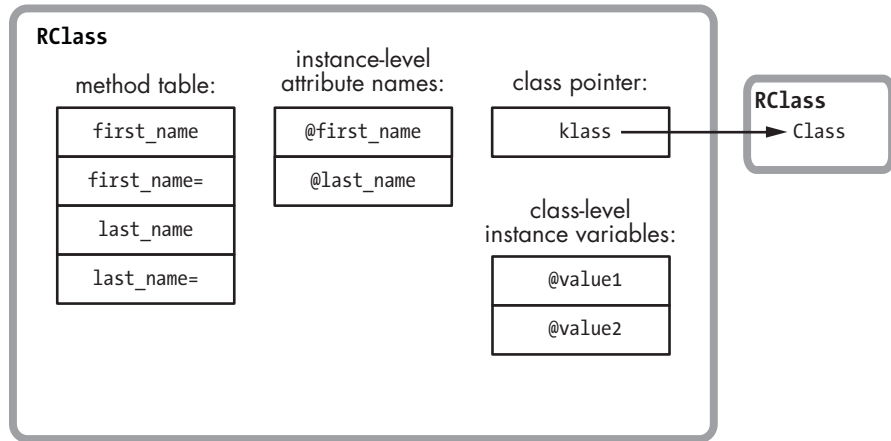 RClass
method table:
first_name
first_name=
last_name
last_name=
instance-level
attribute names:
@first_name
@last_name
class pointer:
klass
class-level
instance variables:
@value1
@value2
RClass
Class